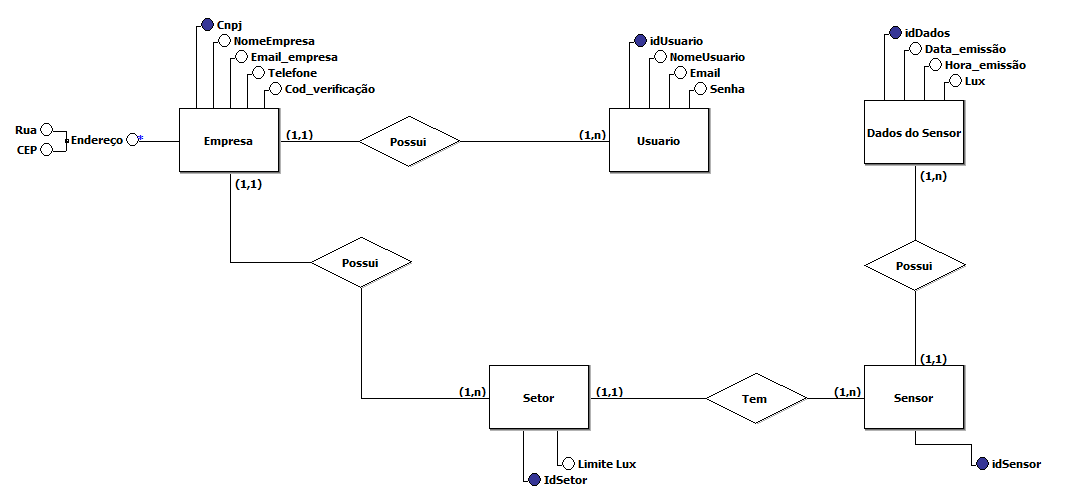 Cnpj
NomeEmpresa
Email_empresa
Telefone
Cod_verificação
Rua
CEP
Endereço *
Empresa
(1,1)
Possui
(1,n)
idUsuario
NomeUsuario
Email
Senha
Usuario
idDados
Data_emissão
Hora_emissão
Lux
Dados do Sensor
(1,n)
(1,1)
Possui
Possui
(1,1)
(1,n)
Setor
(1,1)
Tem
(1,n)
Sensor
Limite Lux
IdSetor
idSensor